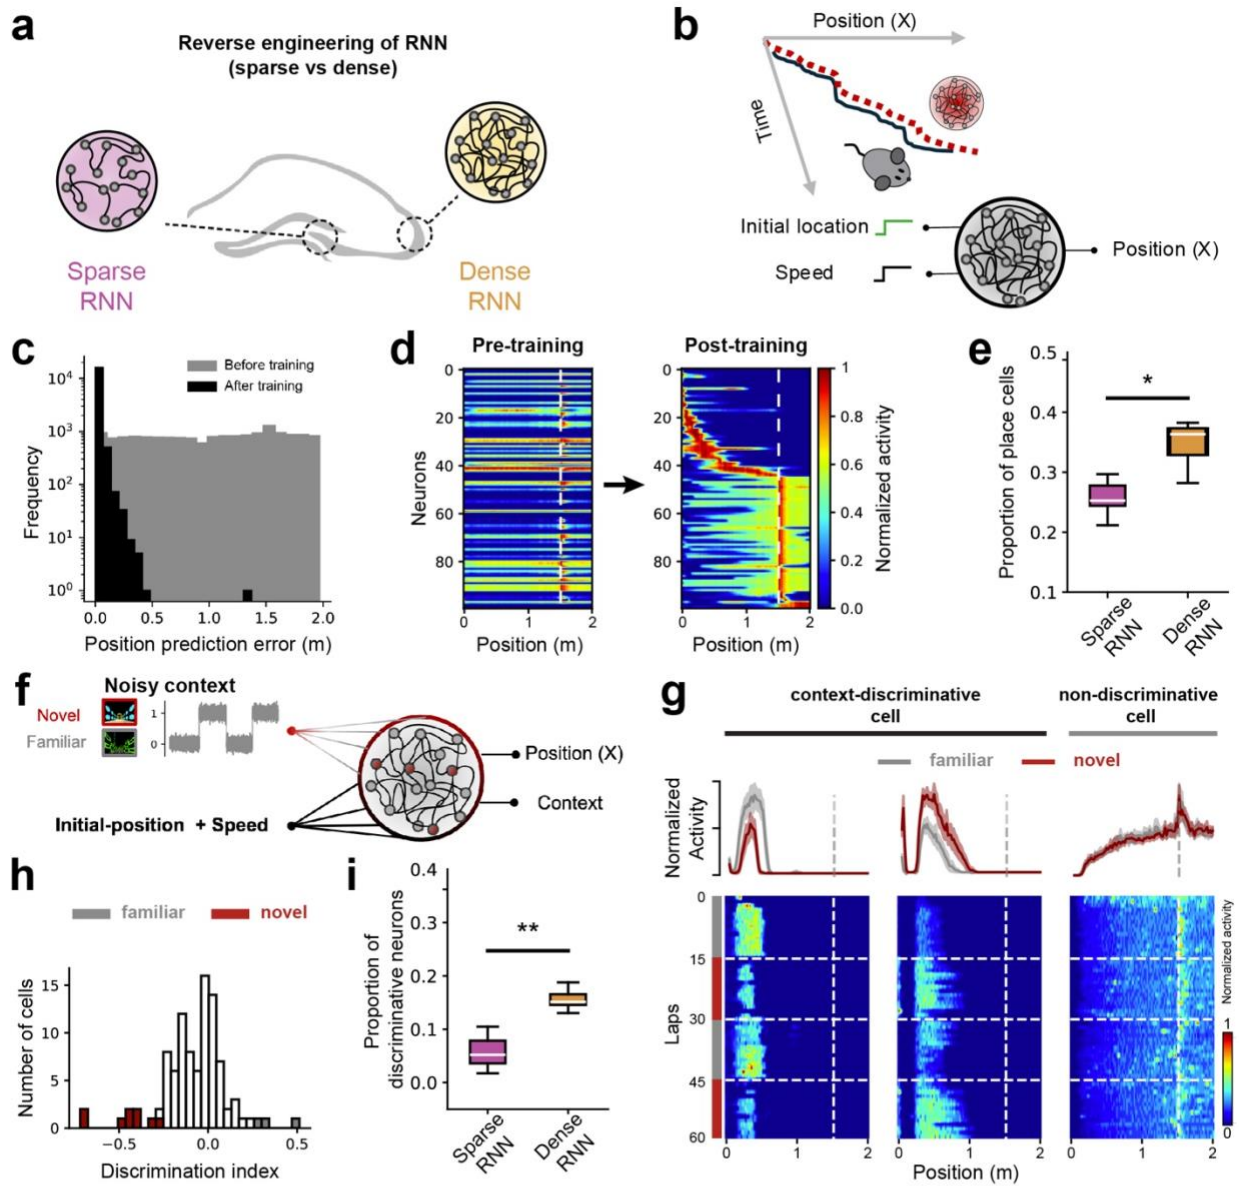 a
Reverse engineering of RNN
(sparse vs dense)
Sparse
RNN
Dense
RNN
b
Position (X)
Time
Initial location
Speed
Position (X)
c
Before training
After training
Frequency
10⁴
10³
10²
10¹
10⁰
0.0 0.5 1.0 1.5 2.0
Position prediction error (m)
d
Pre-training
Post-training
Neurons
0
20
40
60
80
0 1 2
Position (m)
0 1 2
Position (m)
1
0.8
0.6
0.4
0.2
0.0
Normalized activity
e
Proportion of place cells
0.5
0.4
0.3
0.2
0.1
*
Sparse
RNN
Dense
RNN
f
Noisy context
Novel
Familiar
1
0
Initial-position + Speed
Position (X)
Context
g
context-discriminative
cell
non-discriminative
cell
familiar
novel
Normalized
Activity
Laps
0
15
30
45
60
0 1 2
0 1 2
0 1 2
Position (m)
Normalized activity
1
0
h
familiar
novel
Number of cells
15
10
5
0
−0.5 0.0 0.5
Discrimination index
i
Proportion of
discriminative neurons
0.4
0.3
0.2
0.1
0.0
**
Sparse
RNN
Dense
RNN